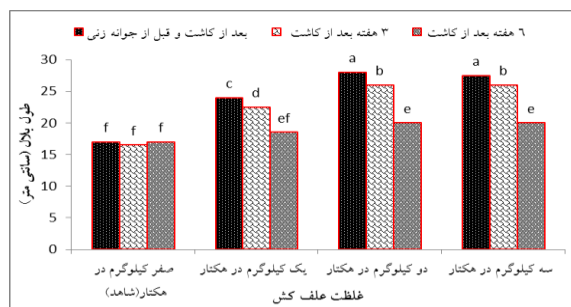 بعد از کاشت و قبل از جوانه زنی
۳ هفته بعد از کاشت
۶ هفته بعد از کاشت
طول بلال (سانتی متر)
30
25
20
15
10
5
0
f f f
c d ef
a b e
a b e
صفر کیلوگرم در
هکتار(شاهد)
یک کیلوگرم در هکتار
دو کیلوگرم در هکتار
سه کیلوگرم در هکتار
غلظت علف کش